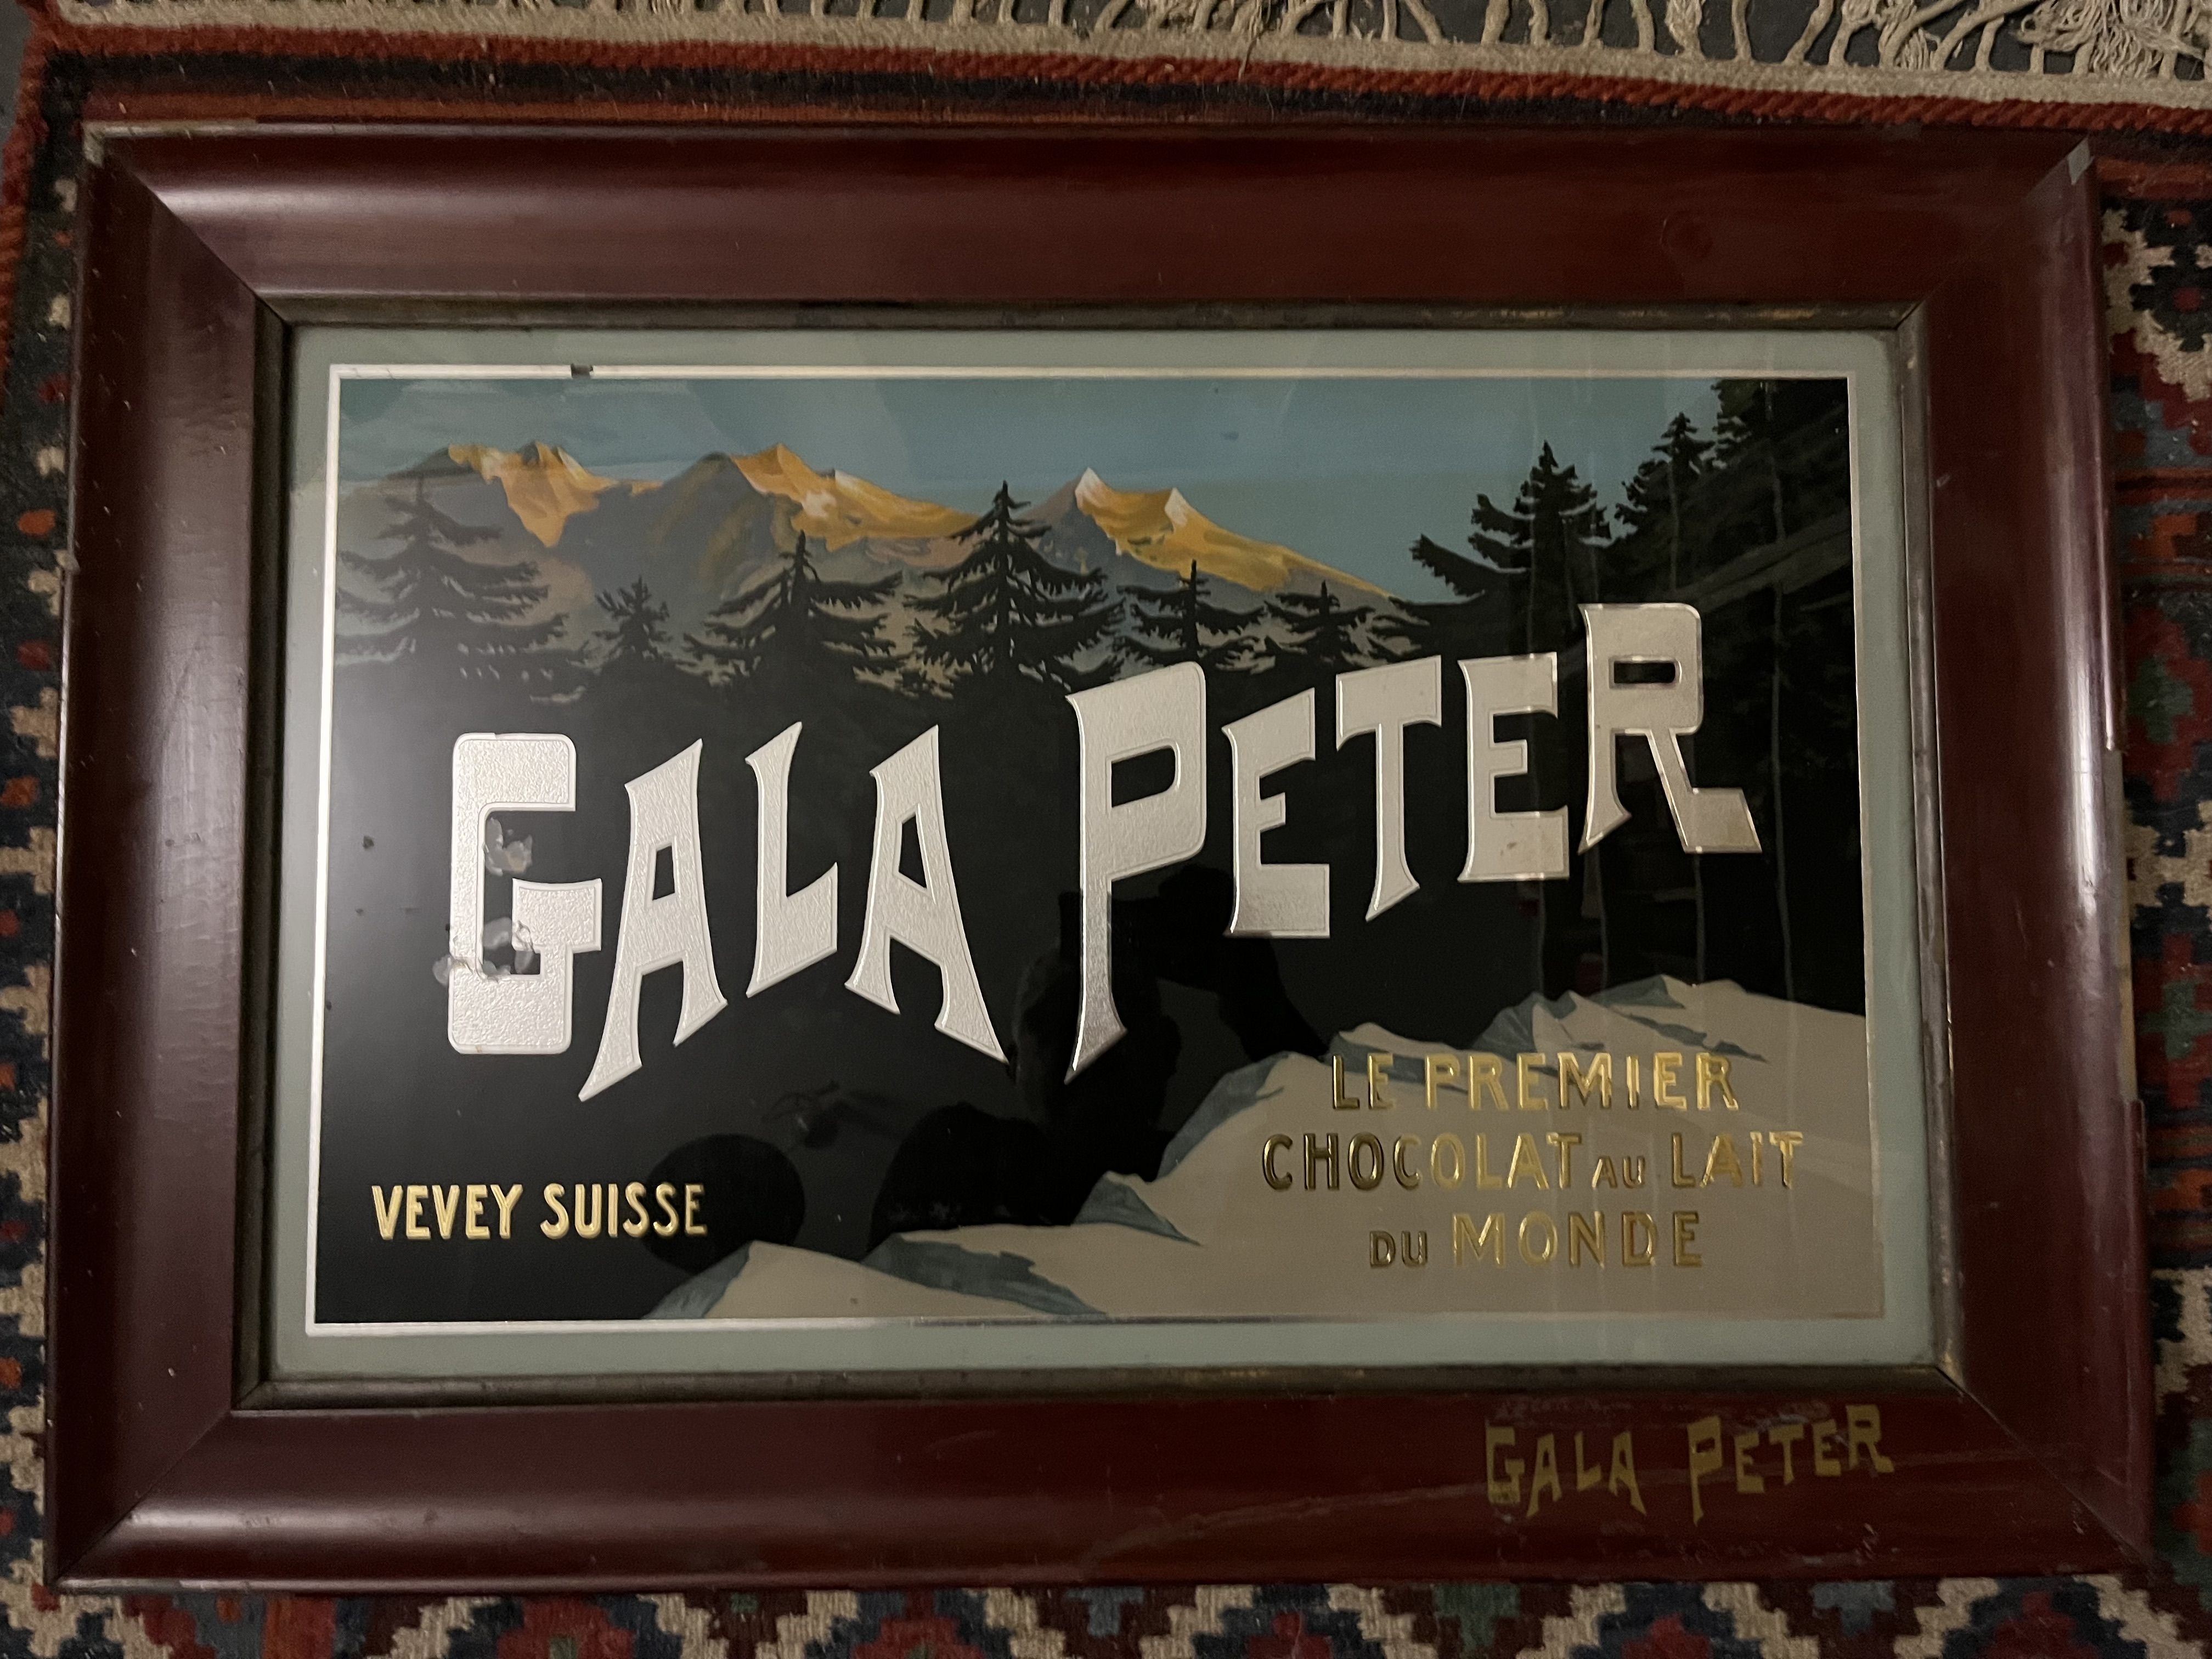 GALA PETER
VEVEY SUISSE
LE PREMIER
CHOCOLAT AU LAIT
DU MONDE
GALA PETER